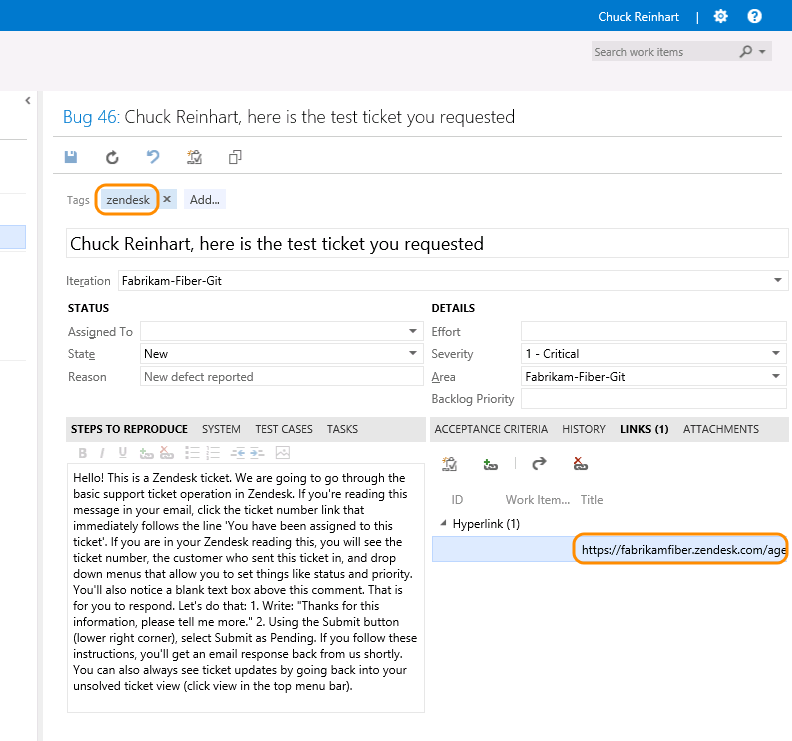 Chuck Reinhart | ?
Search work items
Bug 46: Chuck Reinhart, here is the test ticket you requested
Tags zendesk × Add...
Chuck Reinhart, here is the test ticket you requested
Iteration Fabrikam-Fiber-Git
STATUS
Assigned To
State New
Reason New defect reported
DETAILS
Effort
Severity 1 - Critical
Area Fabrikam-Fiber-Git
Backlog Priority
STEPS TO REPRODUCE SYSTEM TEST CASES TASKS
B I U
Hello! This is a Zendesk ticket. We are going to go through the
basic support ticket operation in Zendesk. If you're reading this
message in your email, click the ticket number link that
immediately follows the line 'You have been assigned to this
ticket'. If you are in your Zendesk reading this, you will see the
ticket number, the customer who sent this ticket in, and drop
down menus that allow you to set things like status and priority.
You'll also notice a blank text box above this comment. That is
for you to respond. Let's do that: 1. Write: "Thanks for this
information, please tell me more." 2. Using the Submit button
(lower right corner), select Submit as Pending. If you follow these
instructions, you'll get an email response back from us shortly.
You can also always see ticket updates by going back into your
unsolved ticket view (click view in the top menu bar).
ACCEPTANCE CRITERIA HISTORY LINKS (1) ATTACHMENTS
ID Work Item... Title
Hyperlink (1)
https://fabrikamfiber.zendesk.com/age